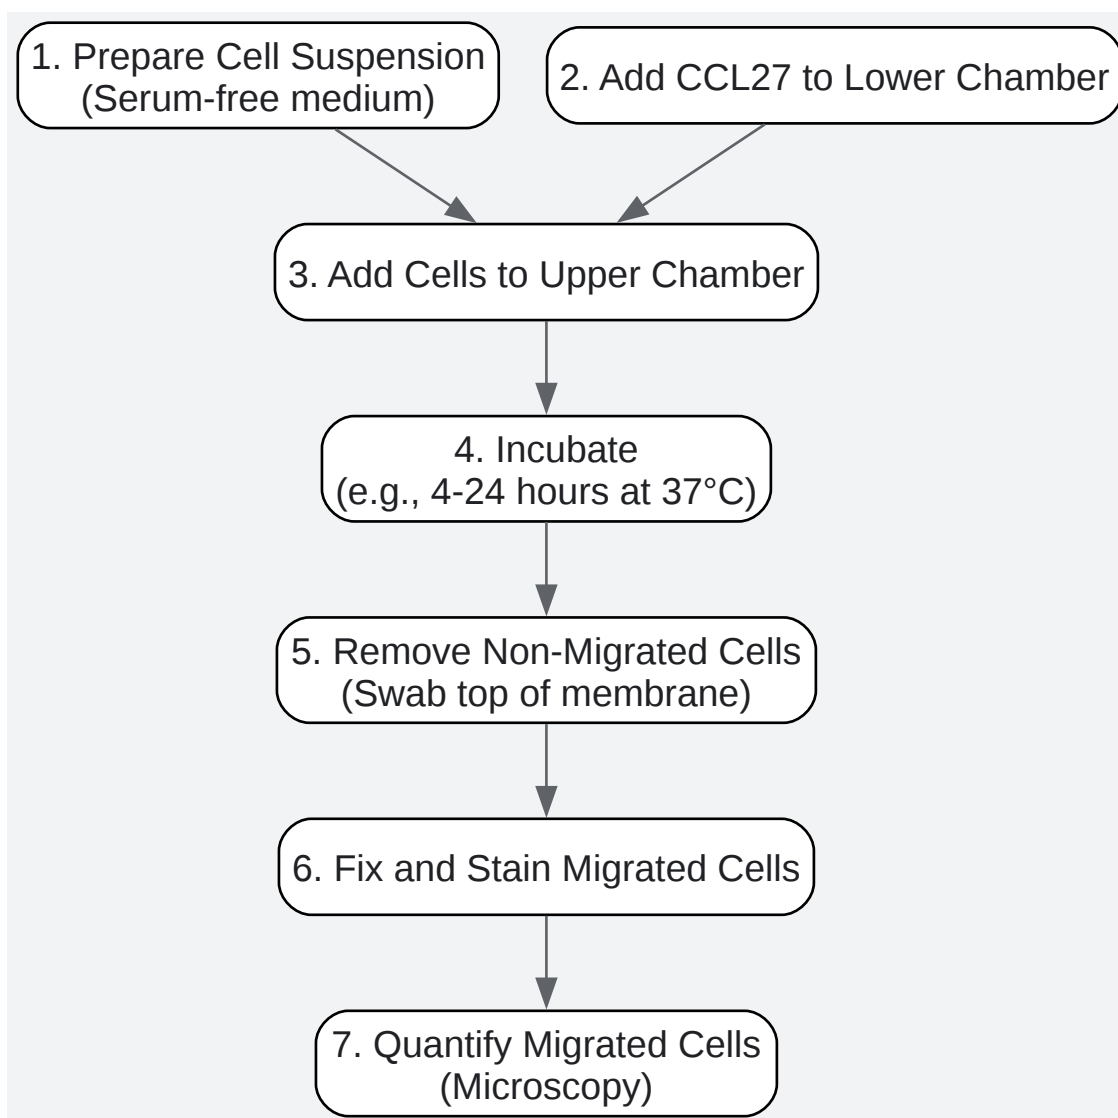 1. Prepare Cell Suspension
(Serum-free medium)
2. Add CCL27 to Lower Chamber
3. Add Cells to Upper Chamber
4. Incubate
(e.g., 4-24 hours at 37°C)
5. Remove Non-Migrated Cells
(Swab top of membrane)
6. Fix and Stain Migrated Cells
7. Quantify Migrated Cells
(Microscopy)